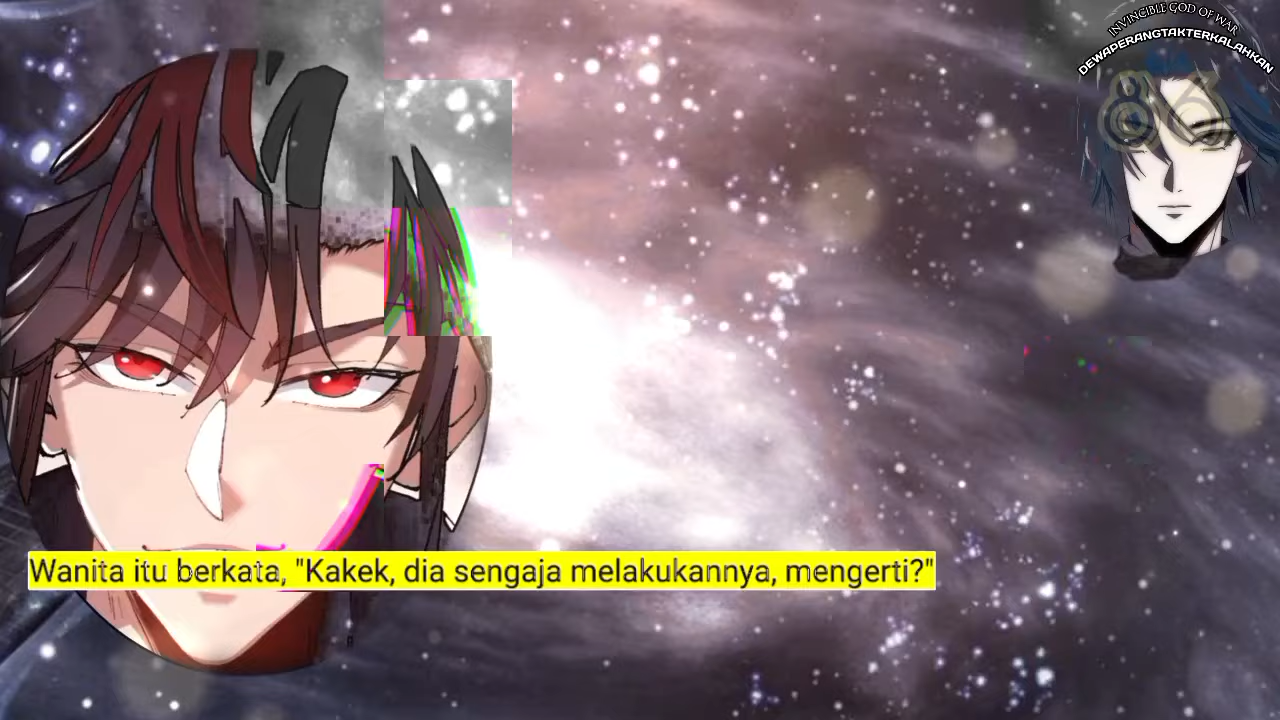 INVINCIBLE GOD OF WAR
DEWAPERANGTAKTERKALAHKAN
Wanita itu berkata, "Kakek, dia sengaja melakukannya, mengerti?"